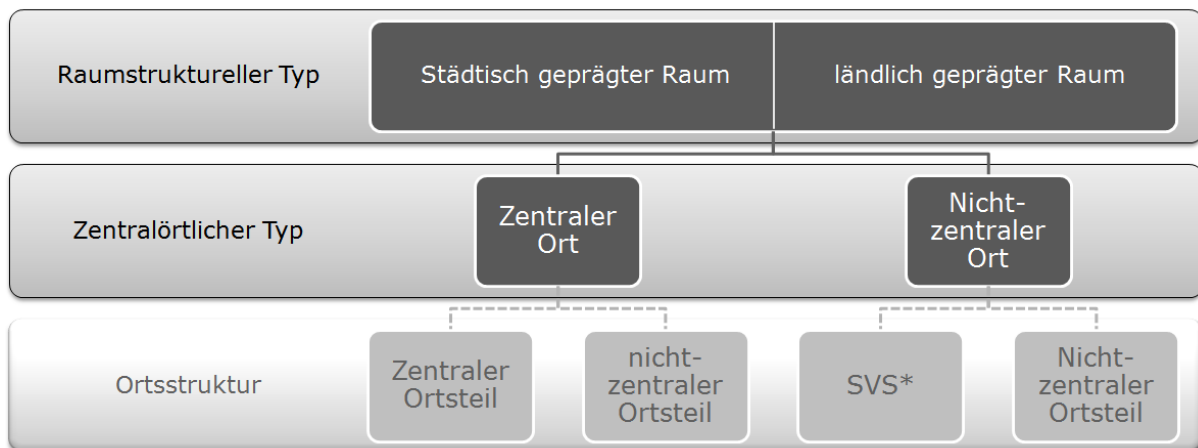 Raumstruktureller Typ
Städtisch geprägter Raum
ländlich geprägter Raum
Zentralörtlicher Typ
Zentraler
Ort
Nicht-
zentraler
Ort
Ortsstruktur
Zentraler
Ortsteil
nicht-
zentraler
Ortsteil
SVS*
Nicht-
zentraler
Ortsteil